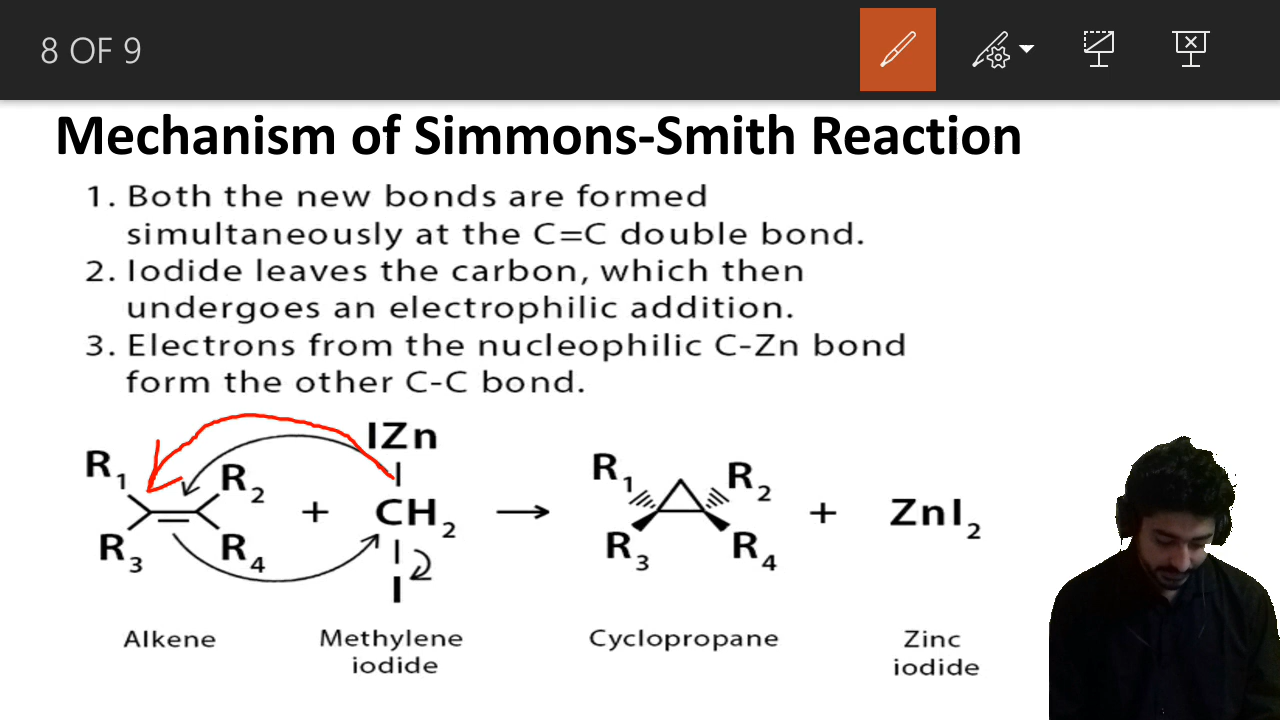 8 OF 9
Mechanism of Simmons-Smith Reaction
1. Both the new bonds are formed
simultaneously at the C=C double bond.
2. Iodide leaves the carbon, which then
undergoes an electrophilic addition.
3. Electrons from the nucleophilic C-Zn bond
form the other C-C bond.
R₁ R₂ R₃ R₄ + IZn CH₂ I → R₁ R₂ R₃ R₄ + ZnI₂
Alkene Methylene iodide Cyclopropane Zinc iodide